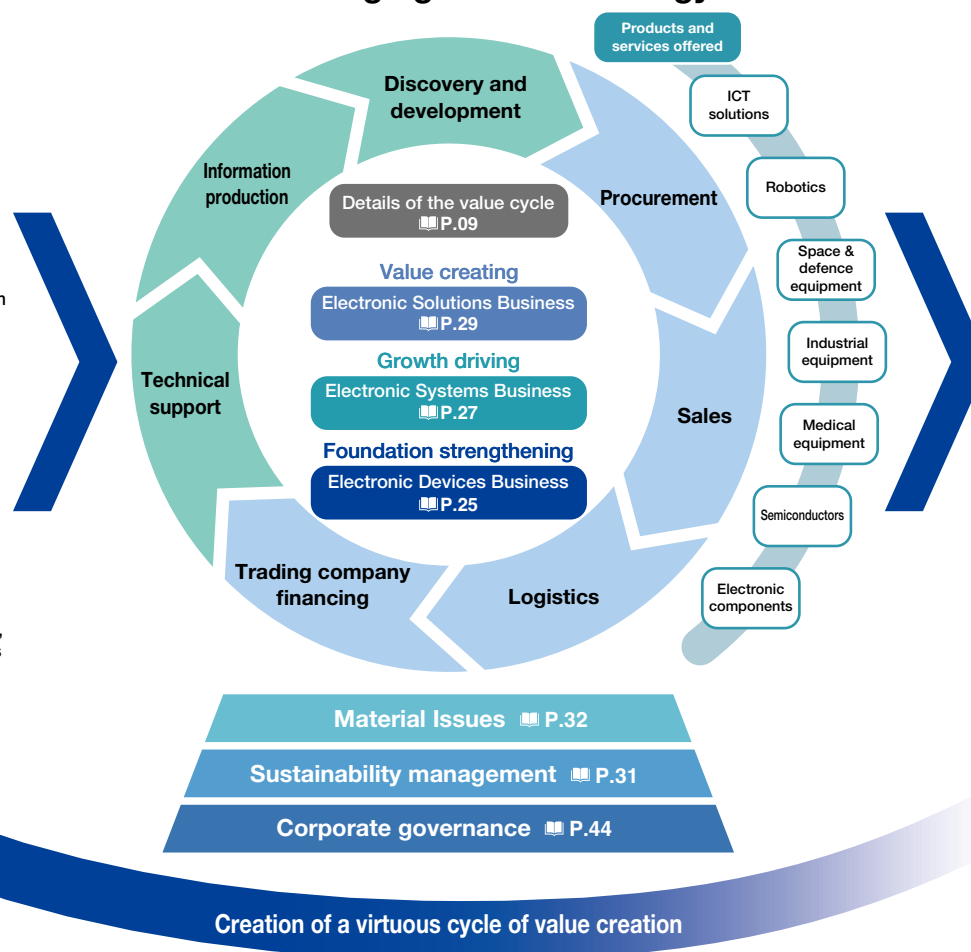 Products and
services offered
Discovery and
development
ICT
solutions
Information
production
Procurement
Robotics
Details of the value cycle
P.09
Space &
defence
equipment
Value creating
Electronic Solutions Business
P.29
Industrial
equipment
Growth driving
Electronic Systems Business
P.27
Technical
support
Sales
Medical
equipment
Foundation strengthening
Electronic Devices Business
P.25
Semiconductors
Trading company
financing
Logistics
Electronic
components
Material Issues P.32
Sustainability management P.31
Corporate governance P.44
Creation of a virtuous cycle of value creation